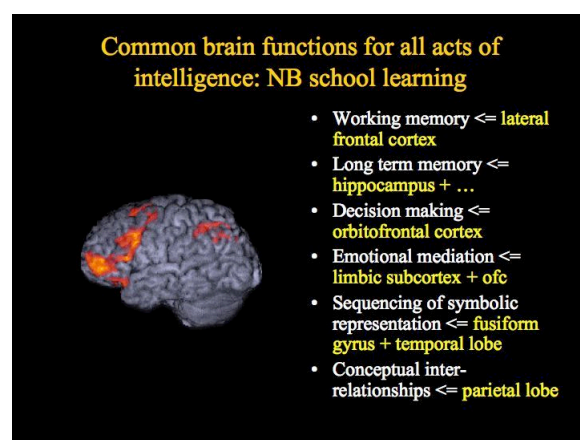 Common brain functions for all acts of
intelligence: NB school learning
• Working memory <= lateral
frontal cortex
• Long term memory <=
hippocampus + …
• Decision making <=
orbitofrontal cortex
• Emotional mediation <=
limbic subcortex + ofc
• Sequencing of symbolic
representation <= fusiform
gyrus + temporal lobe
• Conceptual inter-
relationships <= parietal lobe